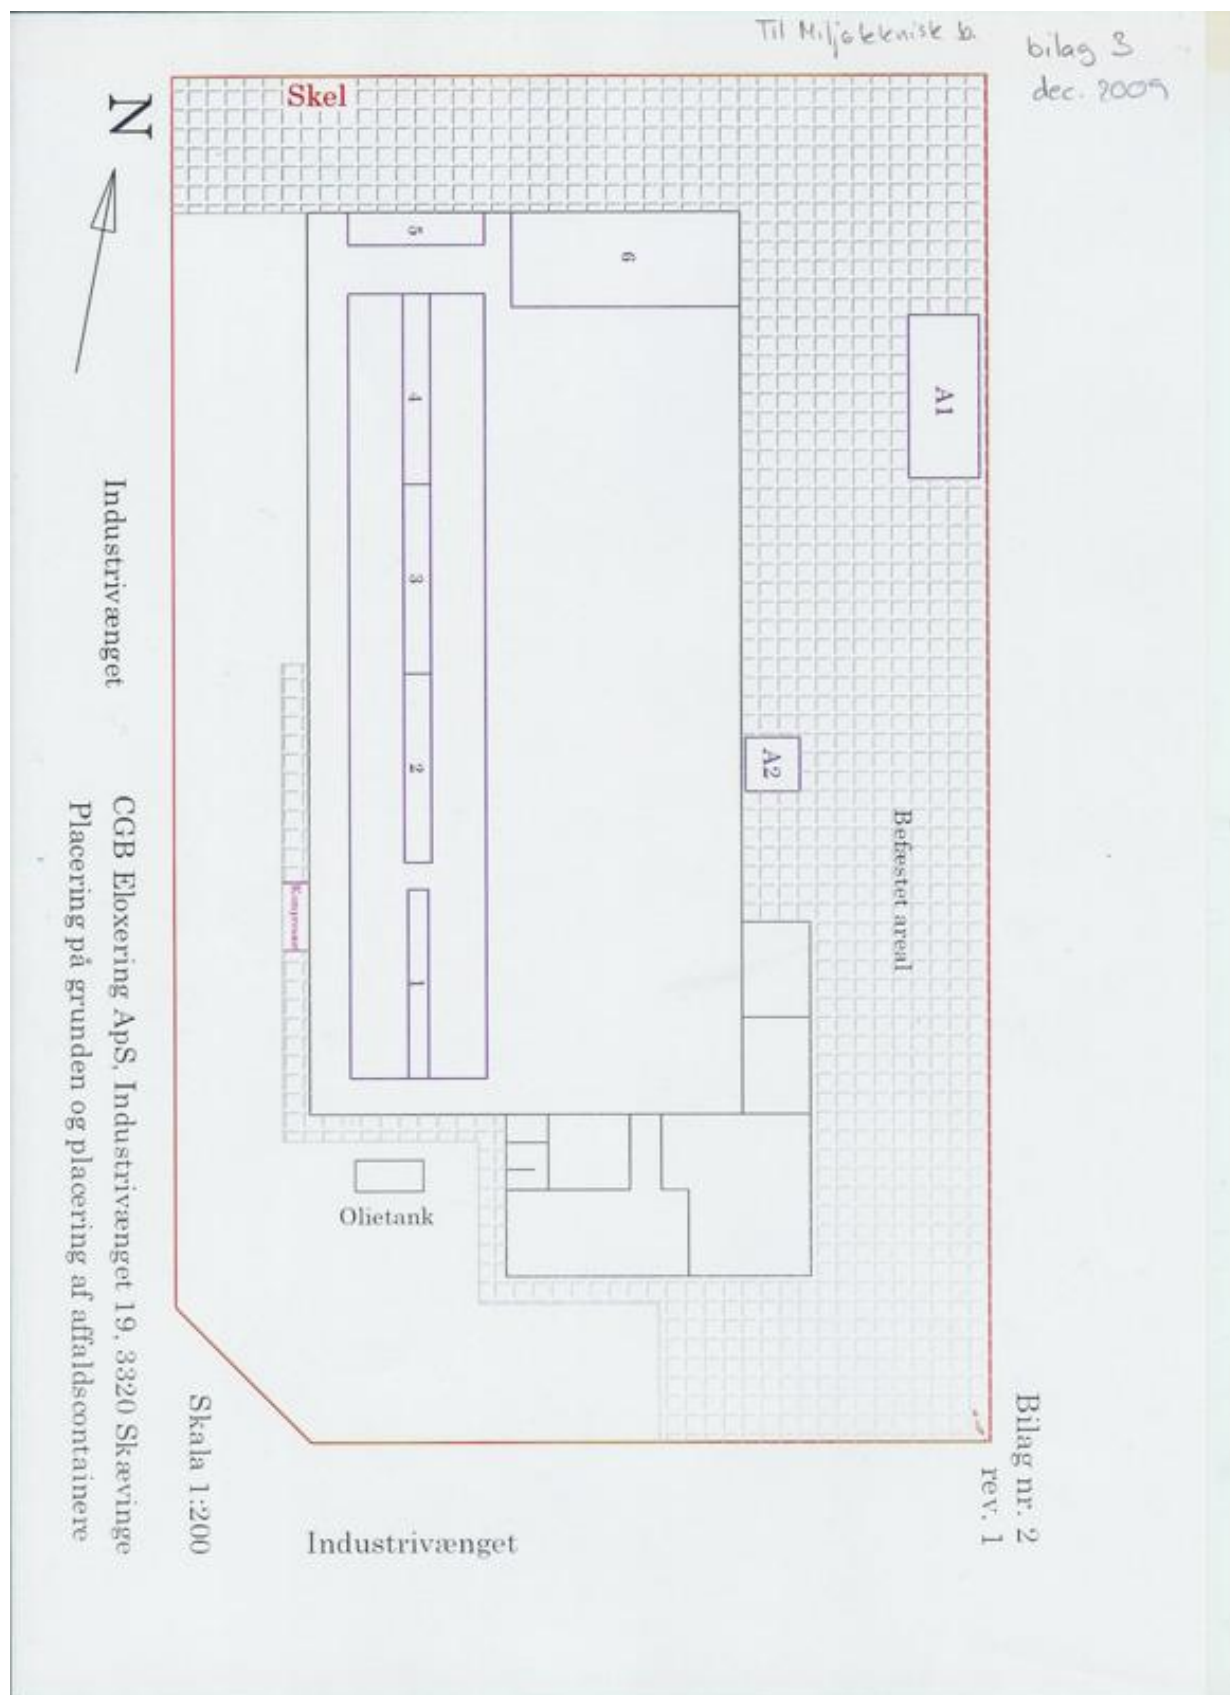 Til Miljøteknisk b.
bilag 3
dec. 2009
Skel
N
5
6
4
A1
3
Industrivænget
2
A2
Befæstet areal
Kompressor
1
Olietank
CGB Eloxering ApS, Industrivænget 19, 3320 Skævinge
Placering på grunden og placering af affaldscontainere
Skala 1:200
Bilag nr. 2
rev. 1
Industrivænget